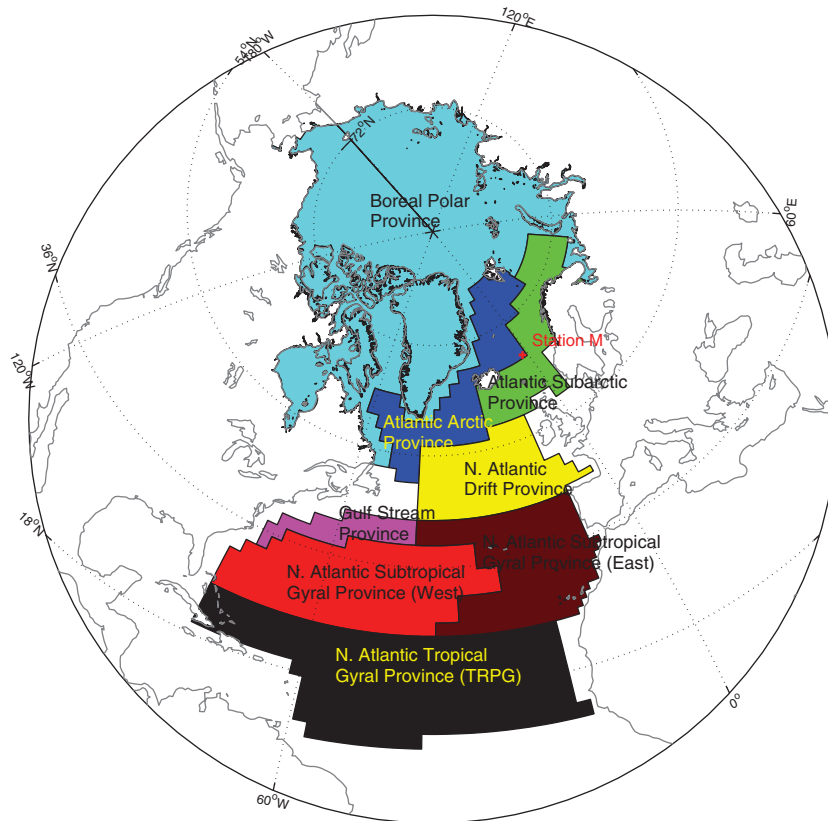 120°E
54°N
180°W
72°N
Boreal Polar
Province
60°E
36°N
Station M
120°W
Atlantic Subarctic
Province
Atlantic Arctic
Province
N. Atlantic
Drift Province
Gulf Stream
Province
18°N
N. Atlantic Subtropical
Gyral Province (East)
N. Atlantic Subtropical
Gyral Province (West)
N. Atlantic Tropical
Gyral Province (TRPG)
0°
60°W